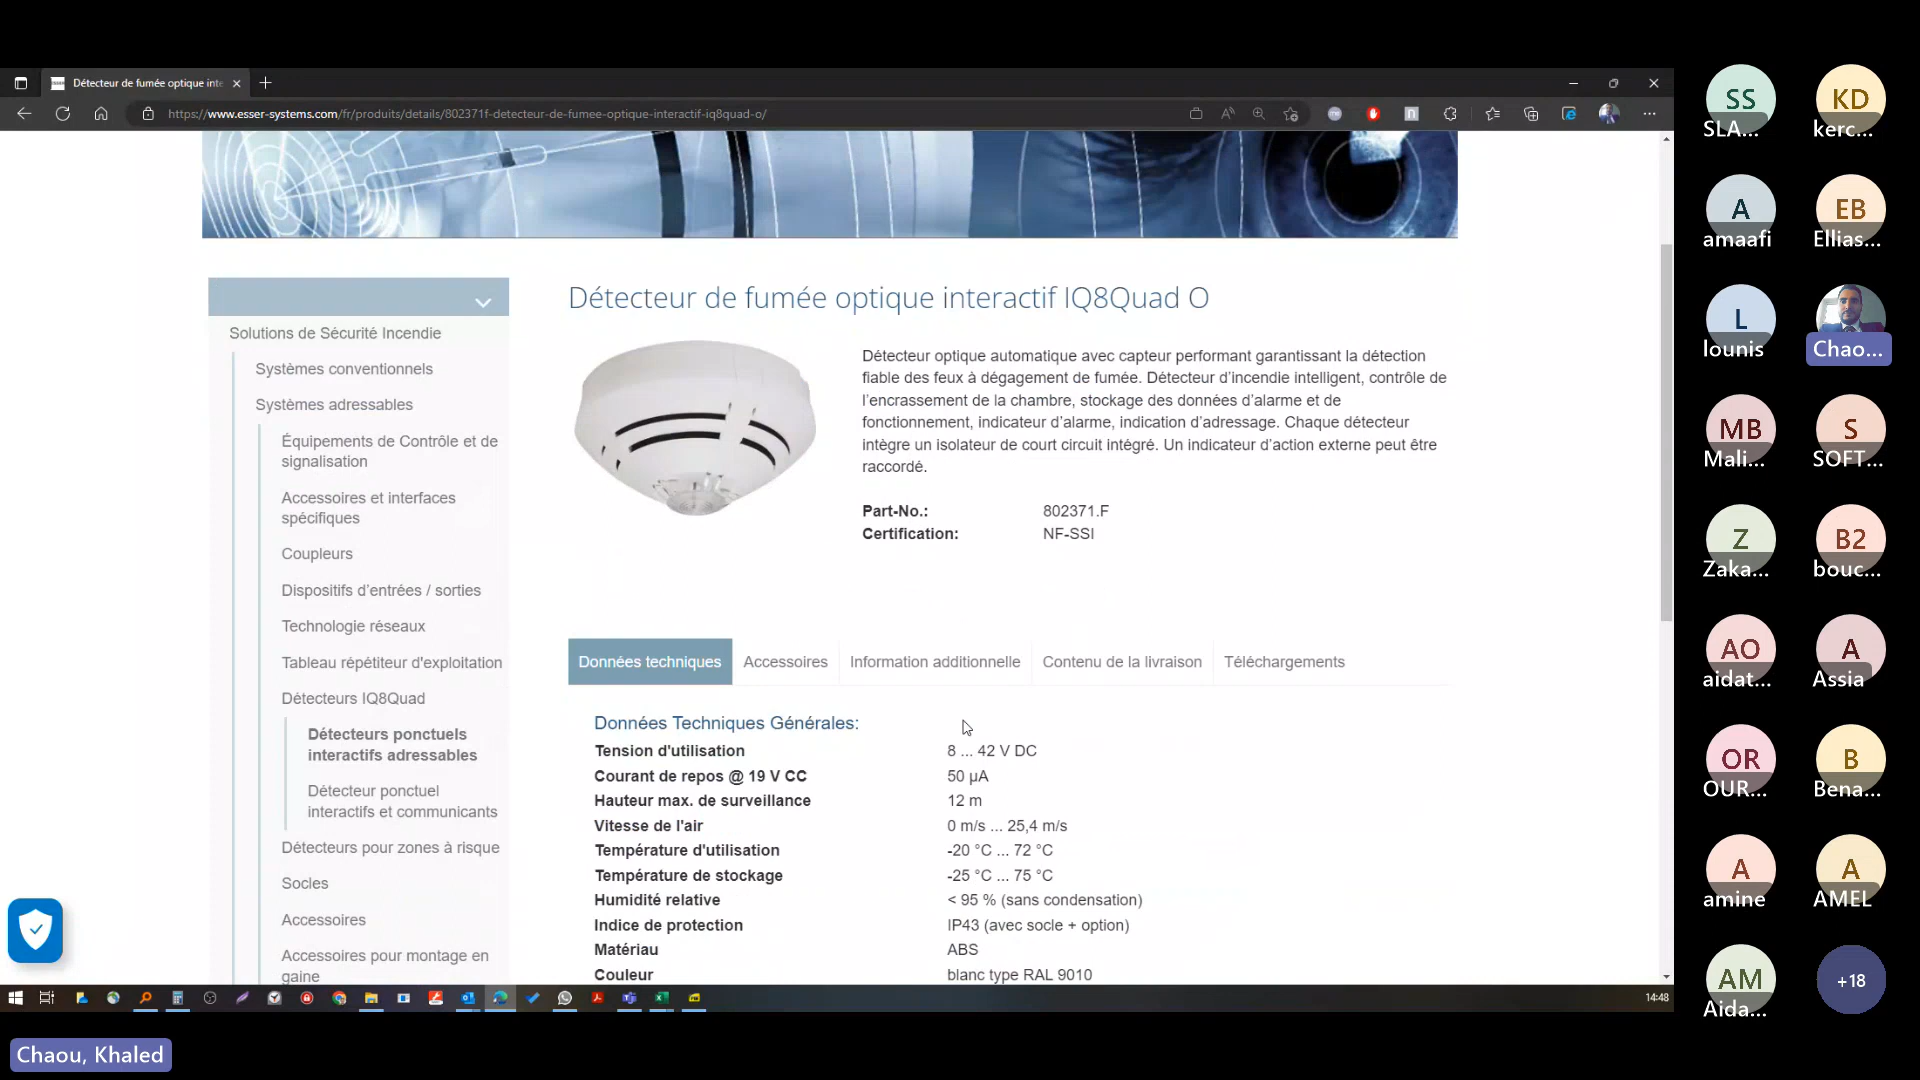 Détecteur de fumée optique inte
https://www.esser-systems.com/fr/produits/details/802371f-detecteur-de-fumee-optique-interactif-iq8quad-o/
Détecteur de fumée optique interactif IQ8Quad O
Solutions de Sécurité Incendie
Systèmes conventionnels
Systèmes adressables
Équipements de Contrôle et de
signalisation
Accessoires et interfaces
spécifiques
Coupleurs
Dispositifs d'entrées / sorties
Technologie réseaux
Tableau répétiteur d'exploitation
Détecteurs IQ8Quad
Détecteurs ponctuels
interactifs adressables
Détecteur ponctuel
interactifs et communicants
Détecteurs pour zones à risque
Socles
Accessoires
Accessoires pour montage en
gaine
Détecteur optique automatique avec capteur performant garantissant la détection
fiable des feux à dégagement de fumée. Détecteur d'incendie intelligent, contrôle de
l'encrassement de la chambre, stockage des données d'alarme et de
fonctionnement, indicateur d'alarme, indication d'adressage. Chaque détecteur
intègre un isolateur de court circuit intégré. Un indicateur d'action externe peut être
raccordé.
Part-No.: 802371.F
Certification: NF-SSI
Données techniques Accessoires Information additionnelle Contenu de la livraison Téléchargements
Données Techniques Générales:
Tension d'utilisation 8 ... 42 V DC
Courant de repos @ 19 V CC 50 µA
Hauteur max. de surveillance 12 m
Vitesse de l'air 0 m/s ... 25,4 m/s
Température d'utilisation -20 °C ... 72 °C
Température de stockage -25 °C ... 75 °C
Humidité relative < 95 % (sans condensation)
Indice de protection IP43 (avec socle + option)
Matériau ABS
Couleur blanc type RAL 9010
14:48
Chaou, Khaled
SS KD
SLA... kerc...
A EB
amaafi Ellias...
L
lounis Chao...
MB S
Mali... SOFT...
Z B2
Zaka... bouc...
AO A
aidat... Assia
OR B
OUR... Bena...
A A
amine AMEL
AM +18
Aida...